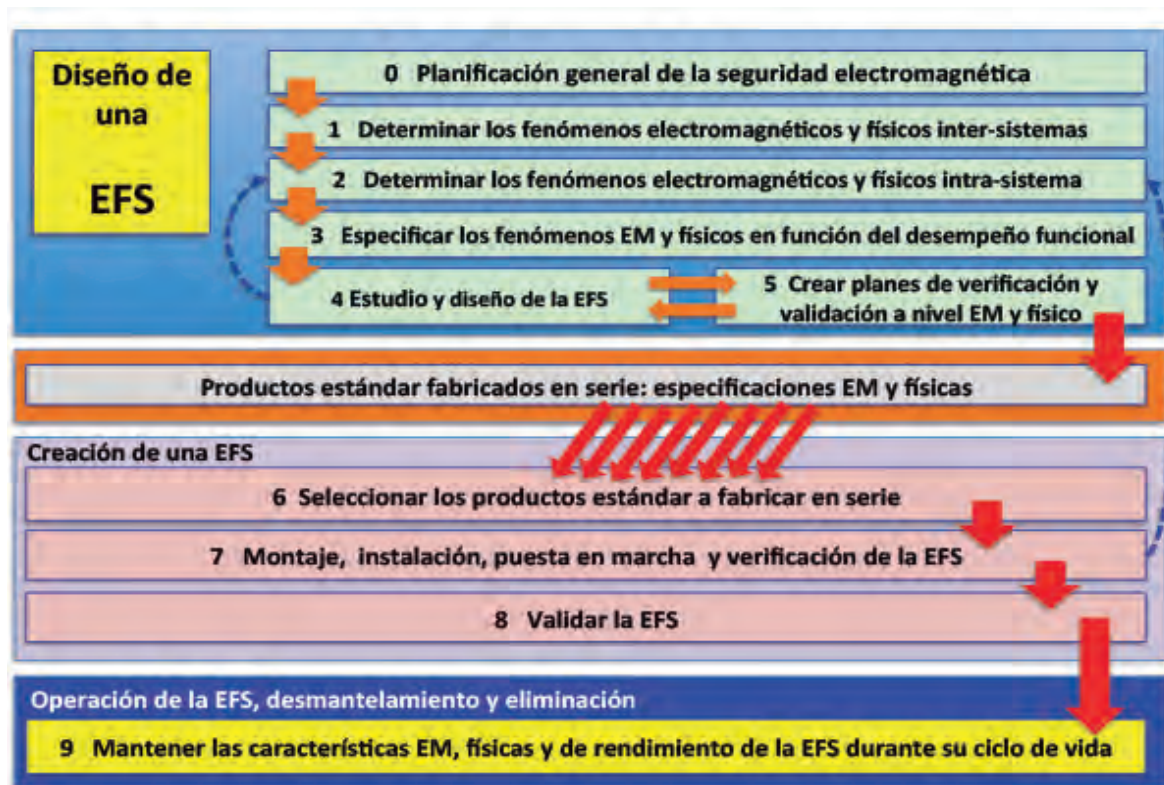 Diseño de
una
EFS
0 Planificación general de la seguridad electromagnética
1 Determinar los fenómenos electromagnéticos y físicos inter-sistemas
2 Determinar los fenómenos electromagnéticos y físicos intra-sistema
3 Especificar los fenómenos EM y físicos en función del desempeño funcional
4 Estudio y diseño de la EFS
5 Crear planes de verificación y
validación a nivel EM y físico
Productos estándar fabricados en serie: especificaciones EM y físicas
Creación de una EFS
6 Seleccionar los productos estándar a fabricar en serie
7 Montaje, instalación, puesta en marcha y verificación de la EFS
8 Validar la EFS
Operación de la EFS, desmantelamiento y eliminación
9 Mantener las características EM, físicas y de rendimiento de la EFS durante su ciclo de vida